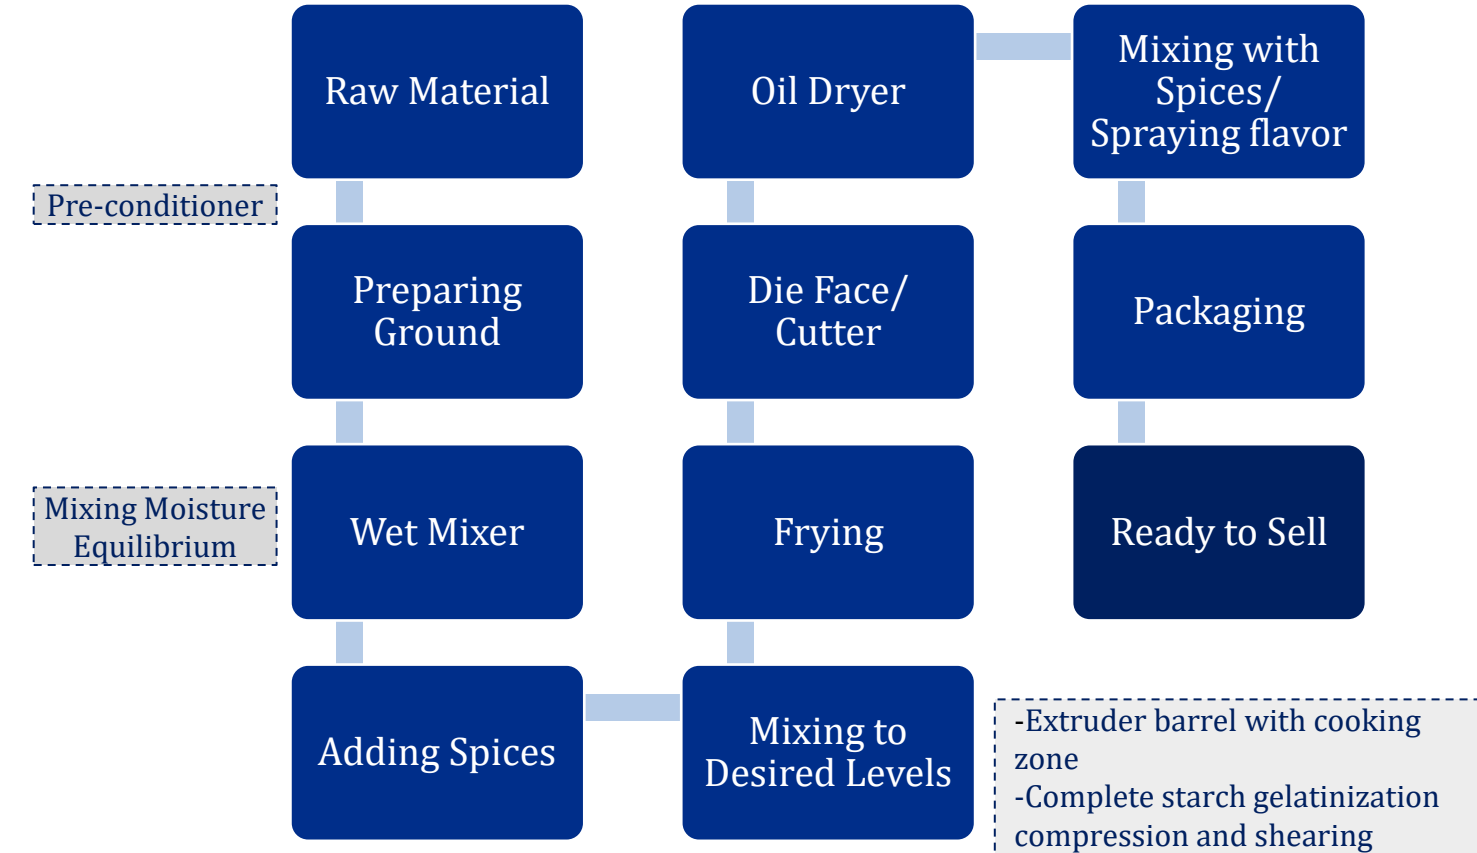 Raw Material
Pre-conditioner
Preparing
Ground
Mixing Moisture
Equilibrium
Wet Mixer
Adding Spices
Mixing to
Desired Levels
-Extruder barrel with cooking
zone
-Complete starch gelatinization
compression and shearing
Frying
Die Face/
Cutter
Oil Dryer
Mixing with
Spices/
Spraying flavor
Packaging
Ready to Sell